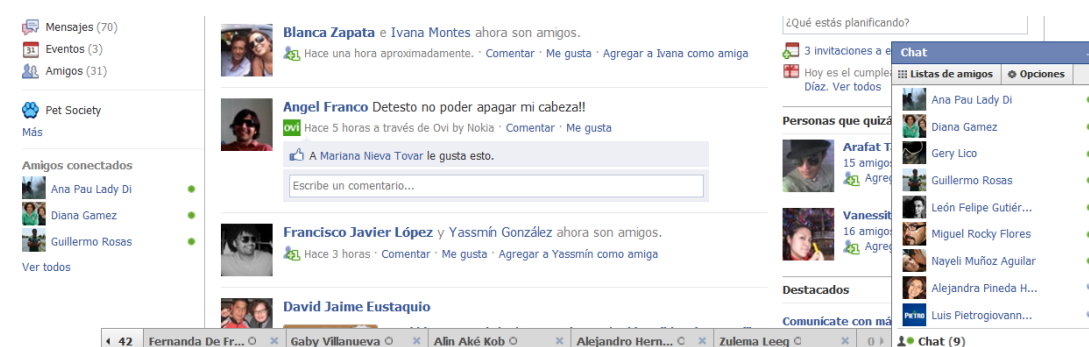 Mensajes (70)
Eventos (3)
Amigos (31)
Pet Society
Más
Amigos conectados
Ana Pau Lady Di
Diana Gamez
Guillermo Rosas
Ver todos
Blanca Zapata e Ivana Montes ahora son amigos.
Hace una hora aproximadamente. · Comentar · Me gusta · Agregar a Ivana como amiga
Angel Franco Detesto no poder apagar mi cabeza!!
ovi Hace 5 horas a través de Ovi by Nokia · Comentar · Me gusta
A Mariana Nieva Tovar le gusta esto.
Escribe un comentario...
Francisco Javier López y Yassmín González ahora son amigos.
Hace 3 horas · Comentar · Me gusta · Agregar a Yassmín como amiga
David Jaime Eustaquio
¿Qué estás planificando?
31 3 invitaciones a e
Hoy es el cumple
Díaz. Ver todos
Personas que quizá
Arafat T
15 amigo
Agreg
Vanessit
16 amigo
Agreg
Destacados
Comunícate con má
Chat
Listas de amigos Opciones
Ana Pau Lady Di
Diana Gamez
Gery Lico
Guillermo Rosas
León Felipe Gutiér...
Miguel Rocky Flores
Nayeli Muñoz Aguilar
Alejandra Pineda H...
PIETRO Luis Pietrogiovann...
42 Fernanda De Fr... Gaby Villanueva Alin Aké Kob Alejandro Hern... Zulema Leeg 0 Chat (9)